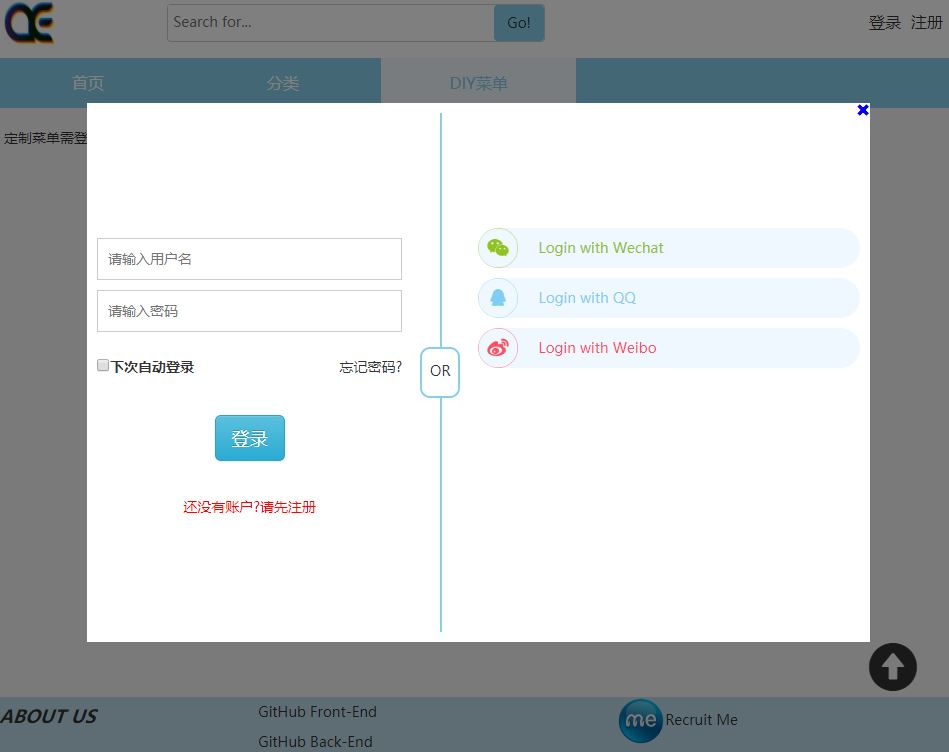 Search for...
Go!
登录 注册
首页
分类
DIY菜单
定制菜单需登
请输入用户名
请输入密码
下次自动登录
忘记密码?
登录
还没有账户?请先注册
OR
Login with Wechat
Login with QQ
Login with Weibo
ABOUT US
GitHub Front-End
GitHub Back-End
me Recruit Me